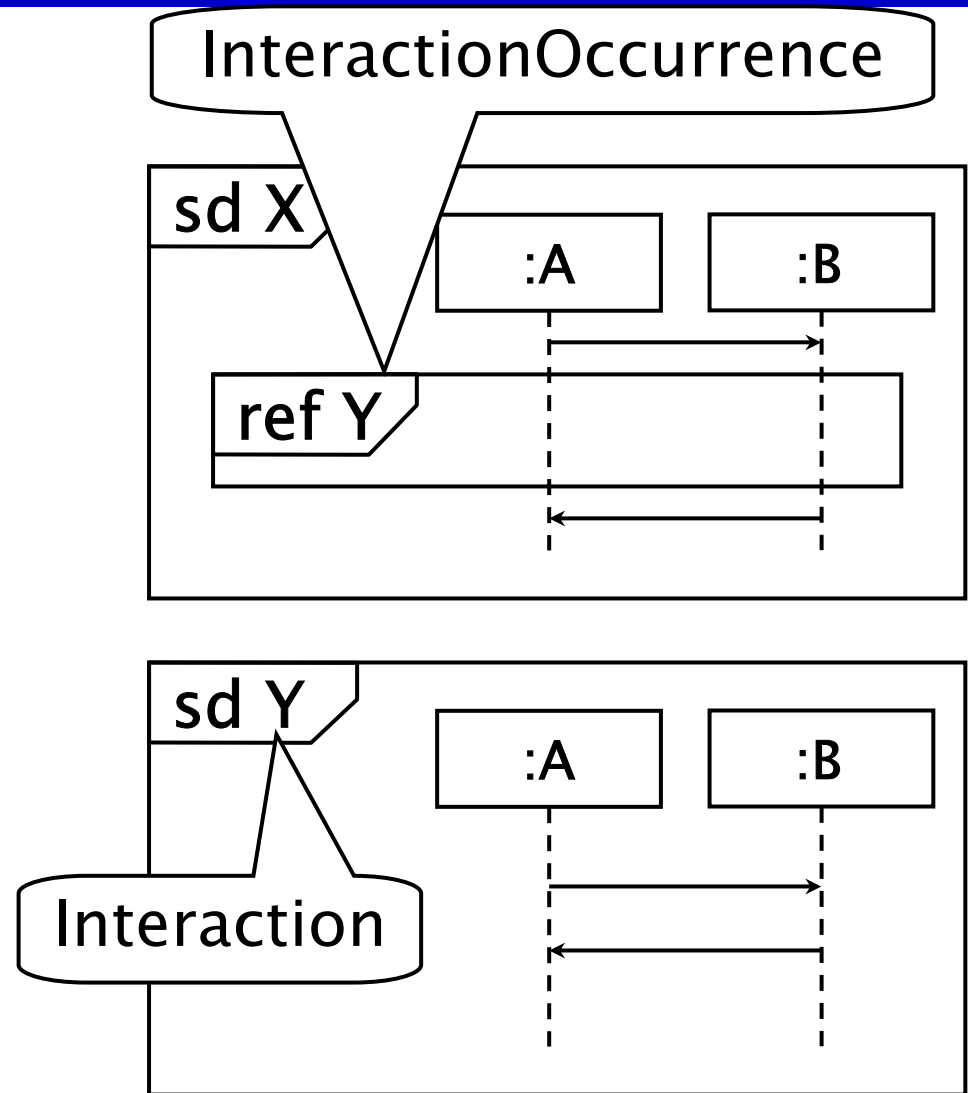 InteractionOccurrence
sd X
:A
:B
ref Y
sd Y
:A
:B
Interaction